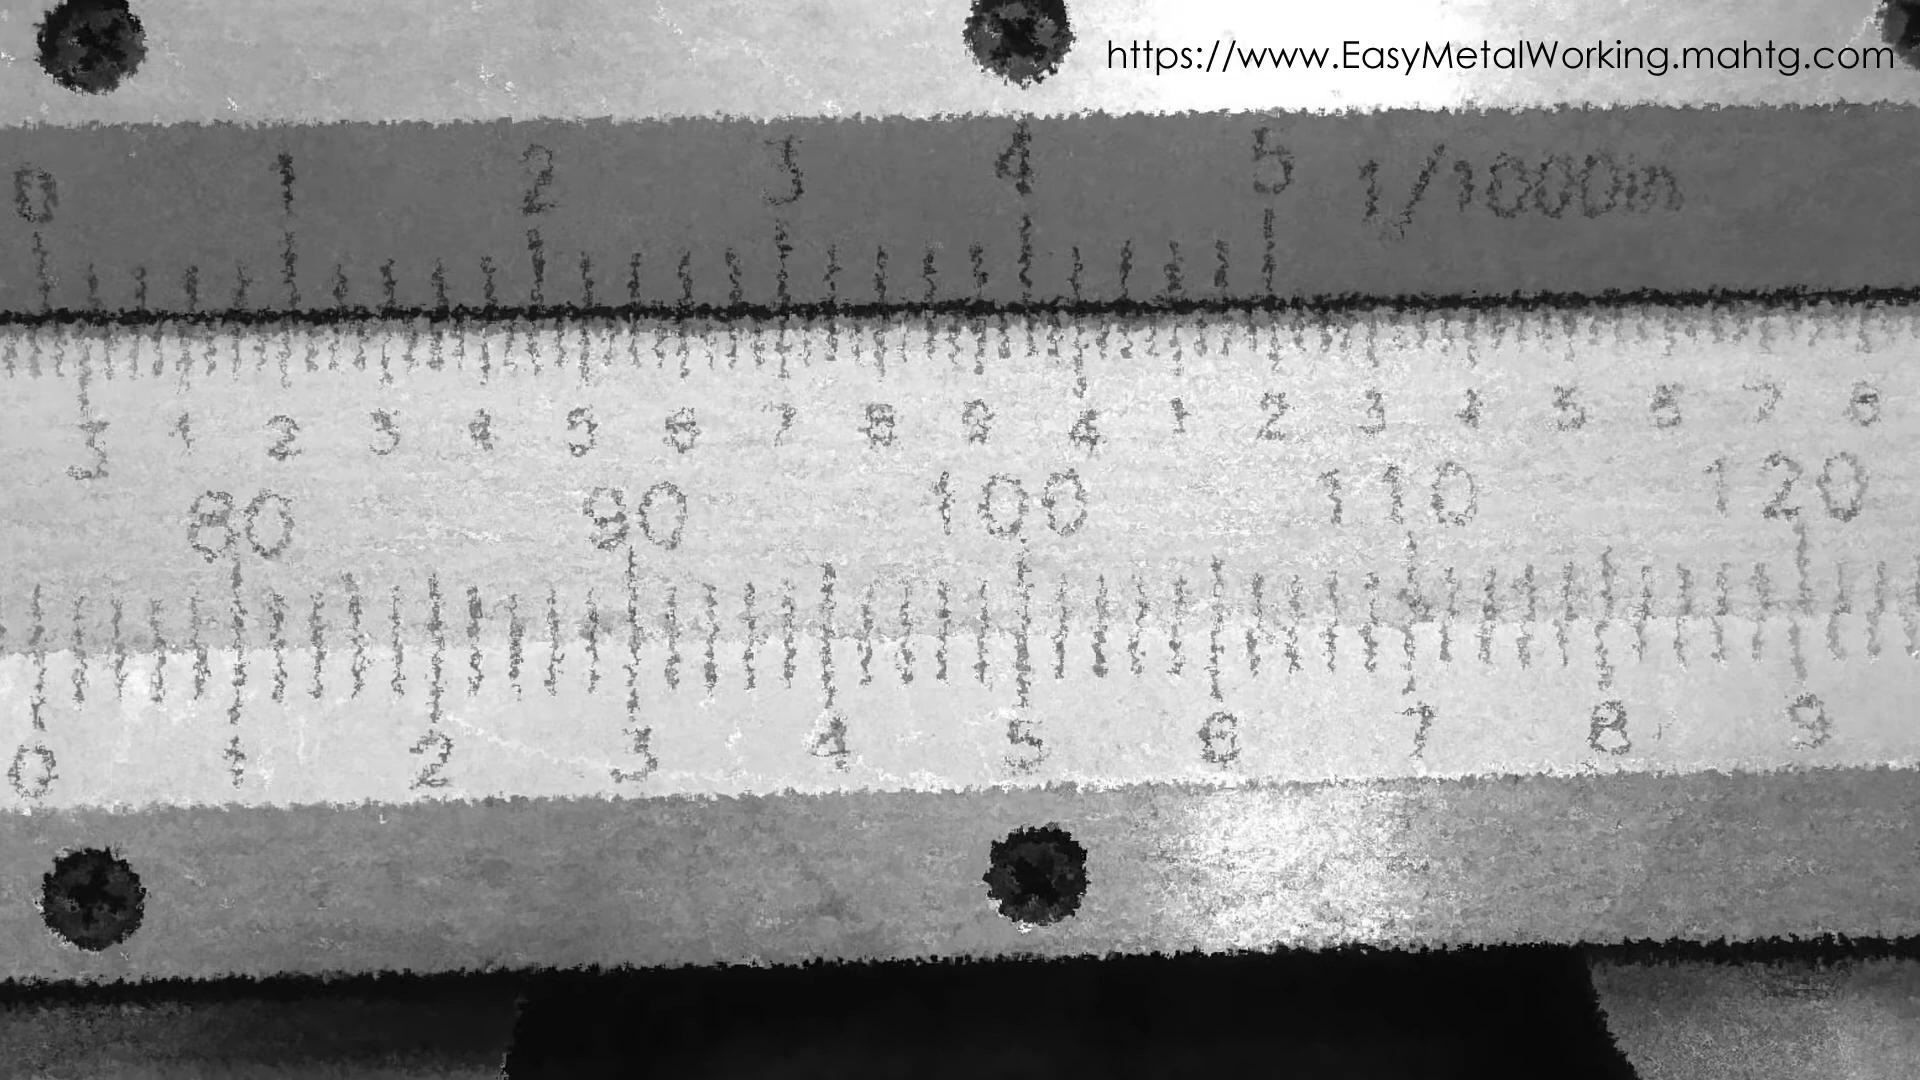 https://www.EasyMetalWorking.mahtg.com
0 1 2 3 4 5 1/1000in
3 1 2 3 4 5 6 7 8 9 4 1 2 3 4 5 6 7 8
80 90 100 110 120
0 1 2 3 4 5 6 7 8 9